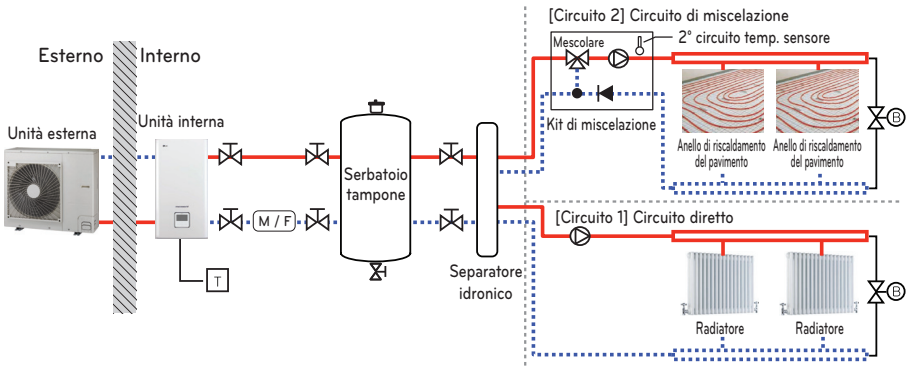 [Circuito 2] Circuito di miscelazione
Esterno
Interno
Mescolare
2° circuito temp. sensore
Unità esterna
Unità interna
Kit di miscelazione
B
Anello di riscaldamento
del pavimento
Anello di riscaldamento
del pavimento
Serbatoio
tampone
M / F
[Circuito 1] Circuito diretto
T
Separatore
idronico
B
Radiatore
Radiatore